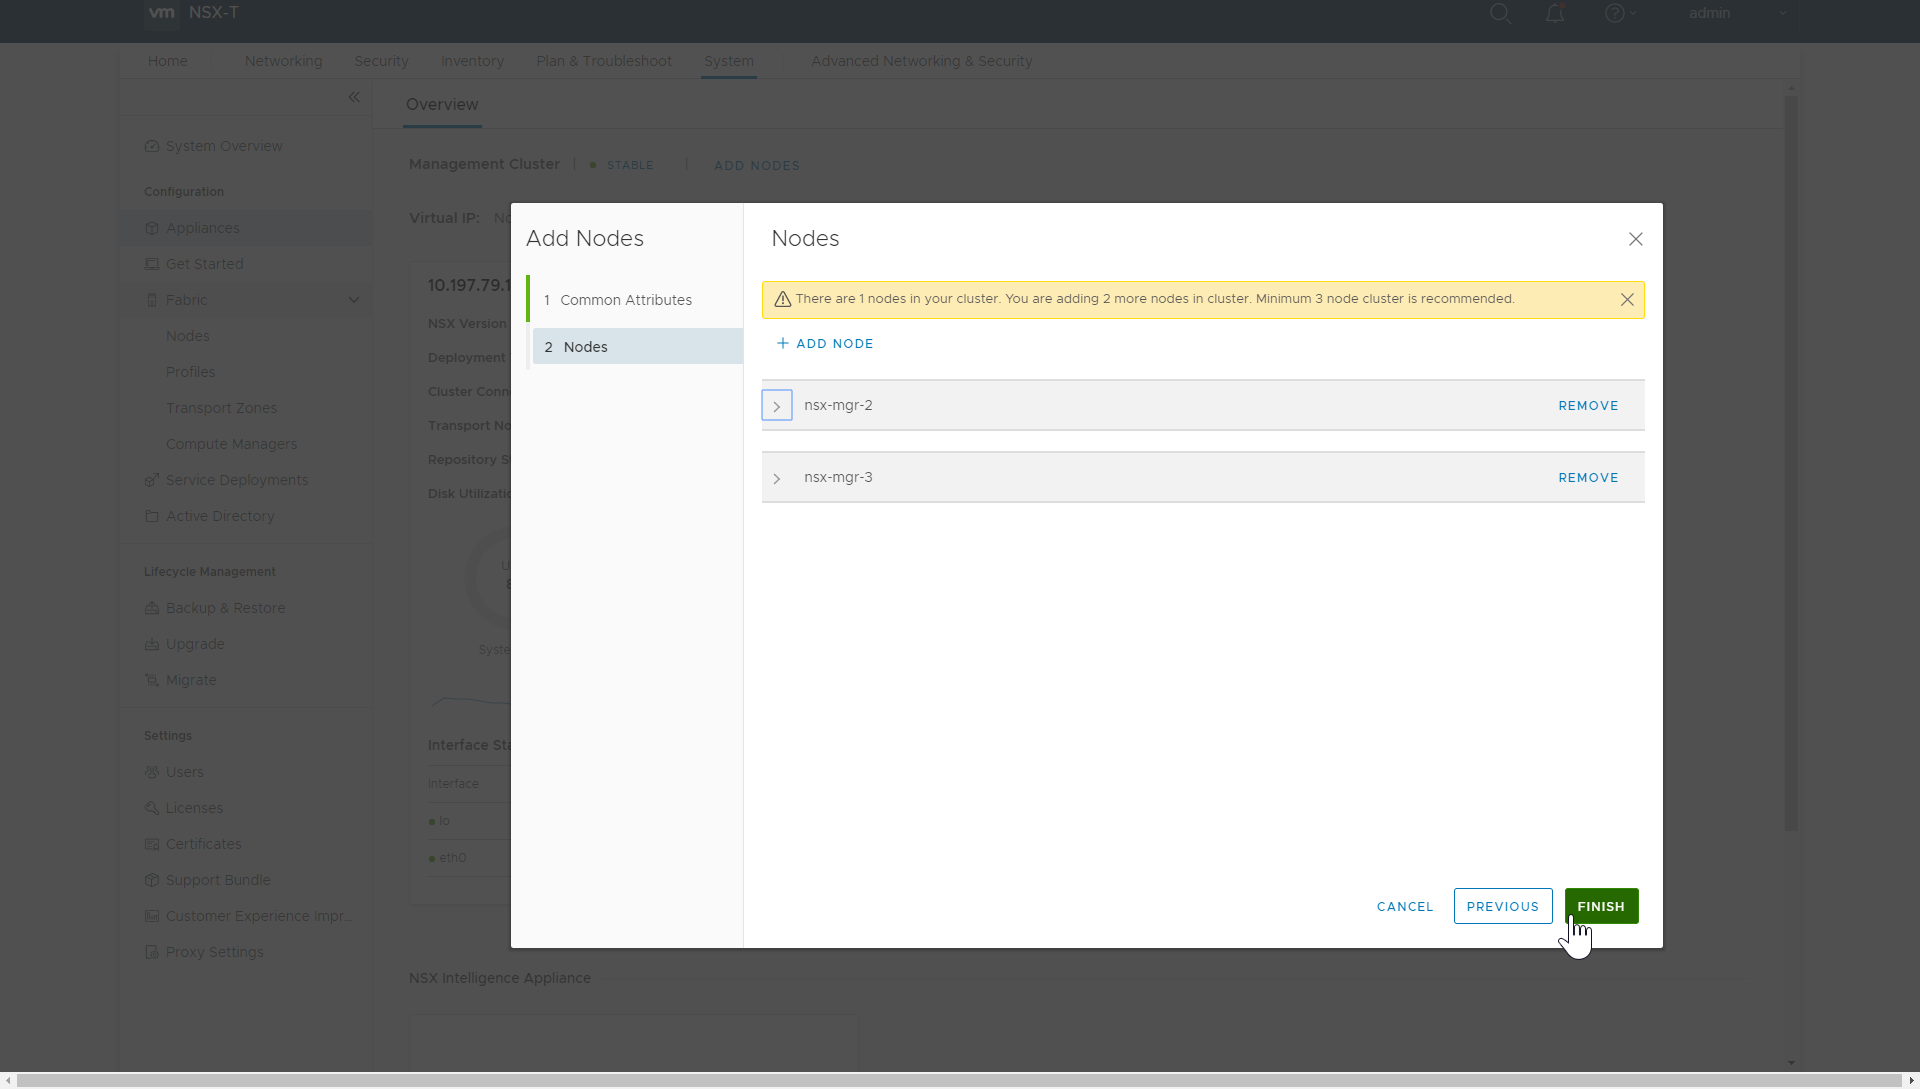 vm NSX-T admin
Home Networking Security Inventory Plan & Troubleshoot System Advanced Networking & Security
Overview
System Overview
Configuration
Appliances
Get Started
Fabric
Nodes
Profiles
Transport Zones
Compute Managers
Service Deployments
Active Directory
Lifecycle Management
Backup & Restore
Upgrade
Migrate
Settings
Users
Licenses
Certificates
Support Bundle
Customer Experience Impr...
Proxy Settings
Management Cluster | STABLE | ADD NODES
Virtual IP:
10.197.79.1
NSX Version
Deployment
Cluster Conn
Transport No
Repository S
Disk Utilizatio
Syste
Interface Sta
Interface
lo
eth0
NSX Intelligence Appliance
Add Nodes
1 Common Attributes
2 Nodes
Nodes
There are 1 nodes in your cluster. You are adding 2 more nodes in cluster. Minimum 3 node cluster is recommended.
+ ADD NODE
nsx-mgr-2 REMOVE
nsx-mgr-3 REMOVE
CANCEL PREVIOUS FINISH